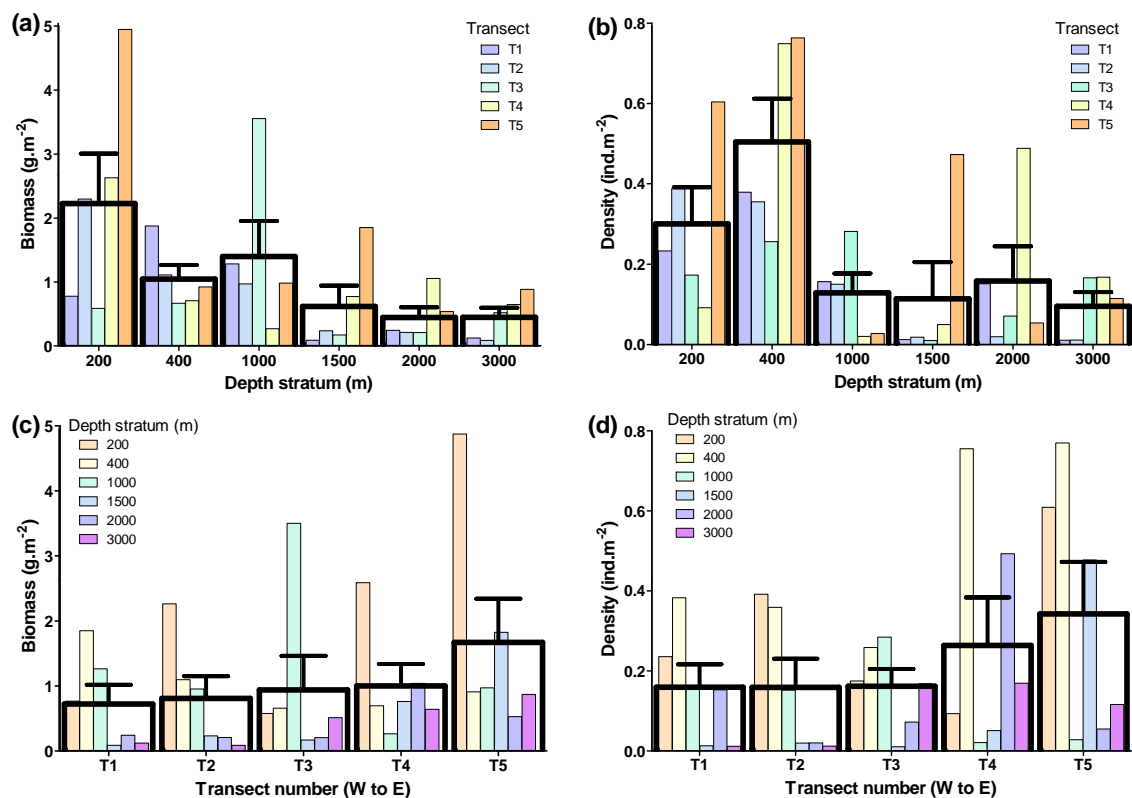 (a)
Transect
T1
T2
T3
T4
T5
Biomass (g.m-2)
5
4
3
2
1
0
200 400 1000 1500 2000 3000
Depth stratum (m)
(b)
Transect
T1
T2
T3
T4
T5
Density (ind.m-2)
0.8
0.6
0.4
0.2
0.0
200 400 1000 1500 2000 3000
Depth stratum (m)
(c)
Depth stratum (m)
200
400
1000
1500
2000
3000
Biomass (g.m-2)
5
4
3
2
1
0
T1 T2 T3 T4 T5
Transect number (W to E)
(d)
Depth stratum (m)
200
400
1000
1500
2000
3000
Density (ind.m-2)
0.8
0.6
0.4
0.2
0.0
T1 T2 T3 T4 T5
Transect number (W to E)